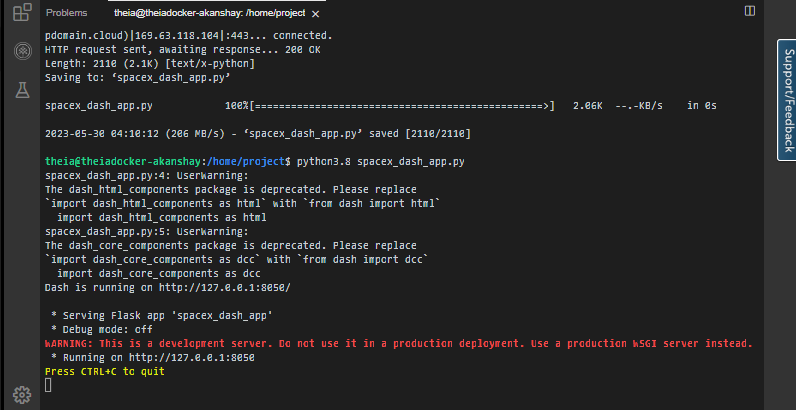 Problems
theia@theiadocker-akanshay: /home/project ×
pdomain.cloud)|169.63.118.104|:443... connected.
HTTP request sent, awaiting response... 200 OK
Length: 2110 (2.1K) [text/x-python]
Saving to: ‘spacex_dash_app.py’
spacex_dash_app.py 100%[================================================>] 2.06K --.-KB/s in 0s
2023-05-30 04:10:12 (206 MB/s) - ‘spacex_dash_app.py’ saved [2110/2110]
theia@theiadocker-akanshay:/home/project$ python3.8 spacex_dash_app.py
spacex_dash_app.py:4: UserWarning:
The dash_html_components package is deprecated. Please replace
`import dash_html_components as html` with `from dash import html`
import dash_html_components as html
spacex_dash_app.py:5: UserWarning:
The dash_core_components package is deprecated. Please replace
`import dash_core_components as dcc` with `from dash import dcc`
import dash_core_components as dcc
Dash is running on http://127.0.0.1:8050/
* Serving Flask app 'spacex_dash_app'
* Debug mode: off
WARNING: This is a development server. Do not use it in a production deployment. Use a production WSGI server instead.
* Running on http://127.0.0.1:8050
Press CTRL+C to quit
Support/Feedback